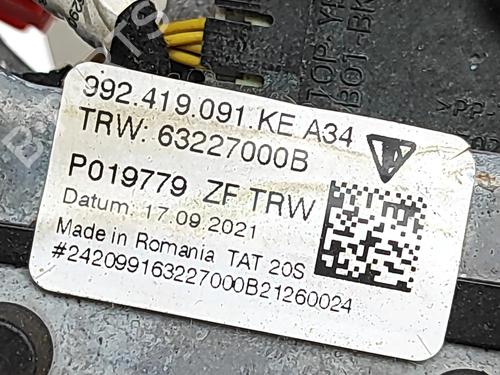 992.419.091.KE A34
TRW: 63227000B
P019779 ZF TRW
Datum: 17.09.2021
Made in Romania TAT 20S
#242099163227000B21260024